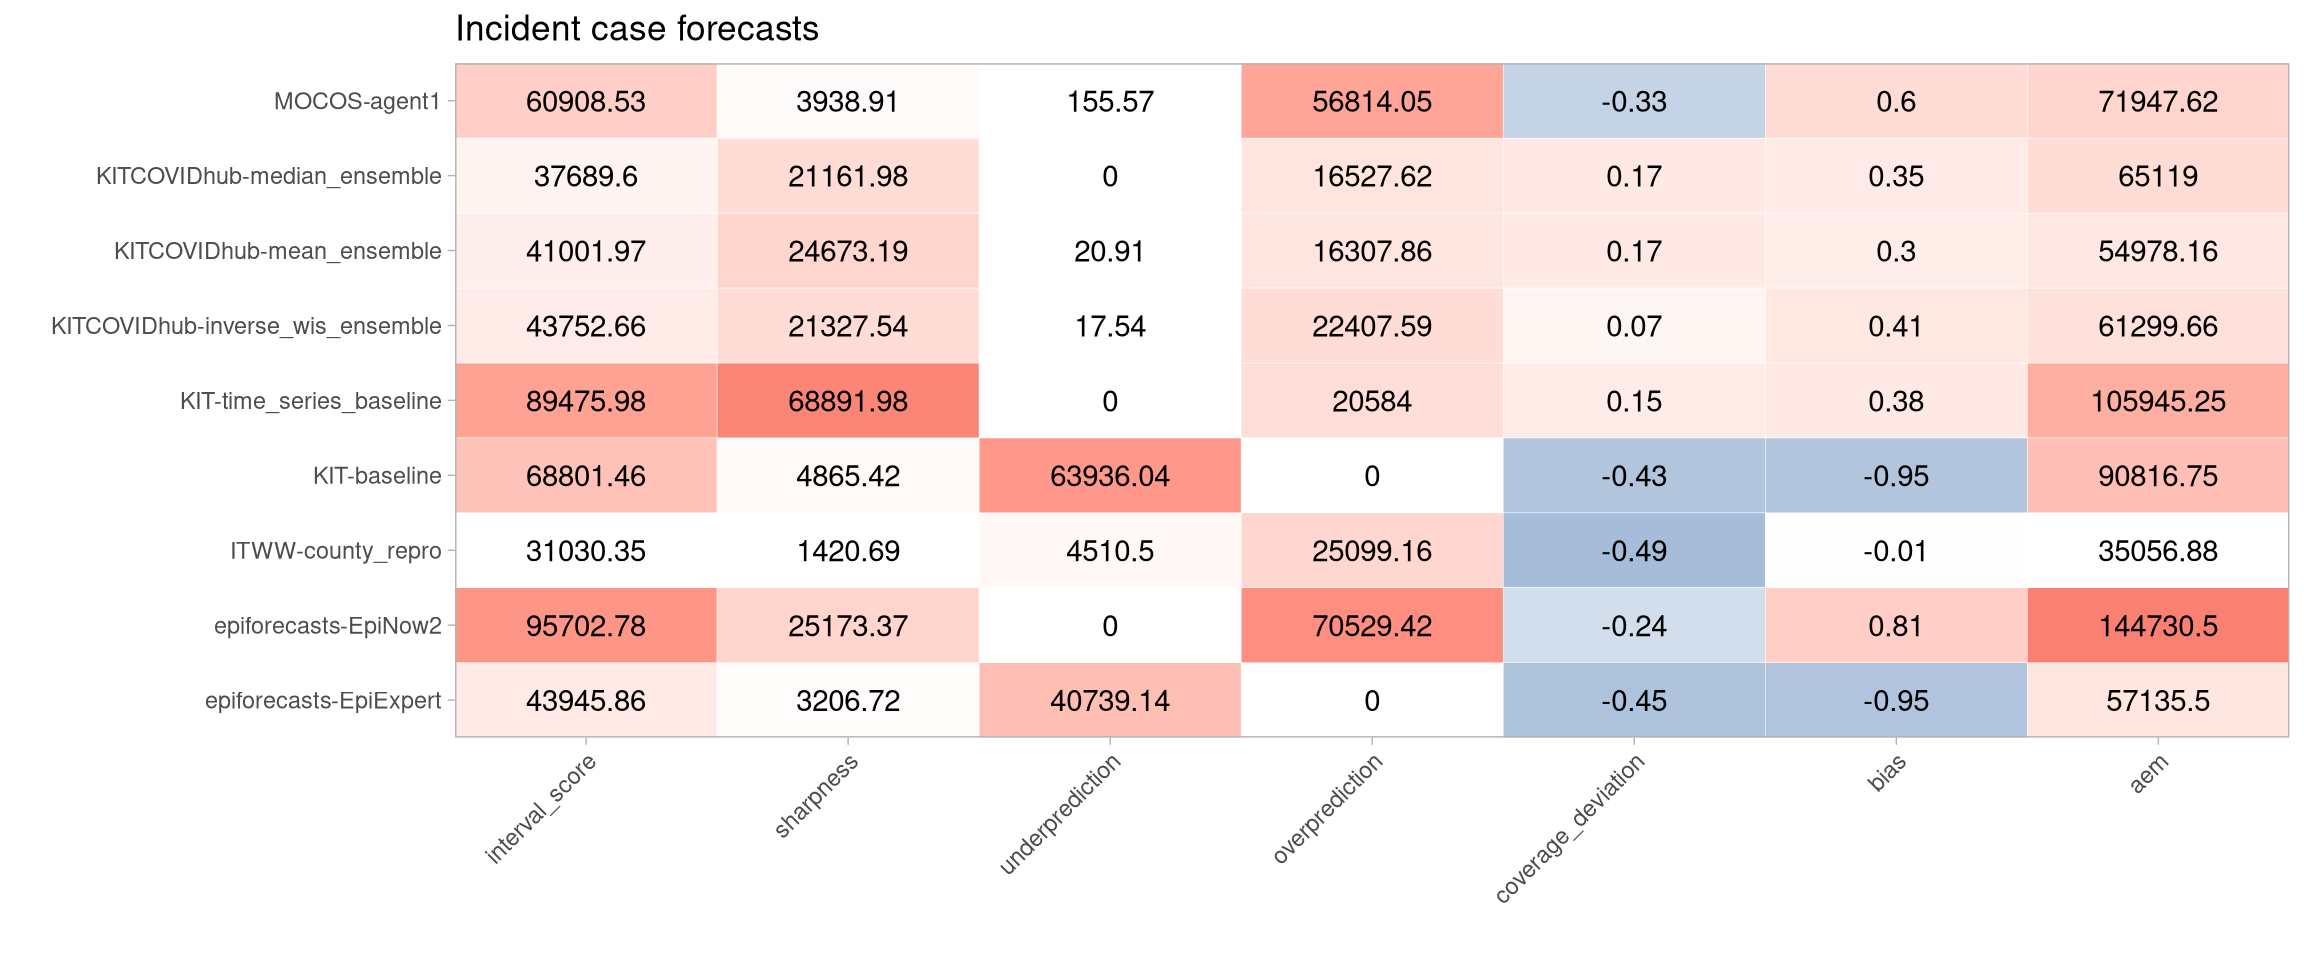 Incident case forecasts
MOCOS-agent1 60908.53 3938.91 155.57 56814.05 -0.33 0.6 71947.62
KITCOVIDhub-median_ensemble 37689.6 21161.98 0 16527.62 0.17 0.35 65119
KITCOVIDhub-mean_ensemble 41001.97 24673.19 20.91 16307.86 0.17 0.3 54978.16
KITCOVIDhub-inverse_wis_ensemble 43752.66 21327.54 17.54 22407.59 0.07 0.41 61299.66
KIT-time_series_baseline 89475.98 68891.98 0 20584 0.15 0.38 105945.25
KIT-baseline 68801.46 4865.42 63936.04 0 -0.43 -0.95 90816.75
ITWW-county_repro 31030.35 1420.69 4510.5 25099.16 -0.49 -0.01 35056.88
epiforecasts-EpiNow2 95702.78 25173.37 0 70529.42 -0.24 0.81 144730.5
epiforecasts-EpiExpert 43945.86 3206.72 40739.14 0 -0.45 -0.95 57135.5
interval_score sharpness underprediction overprediction coverage_deviation bias aem